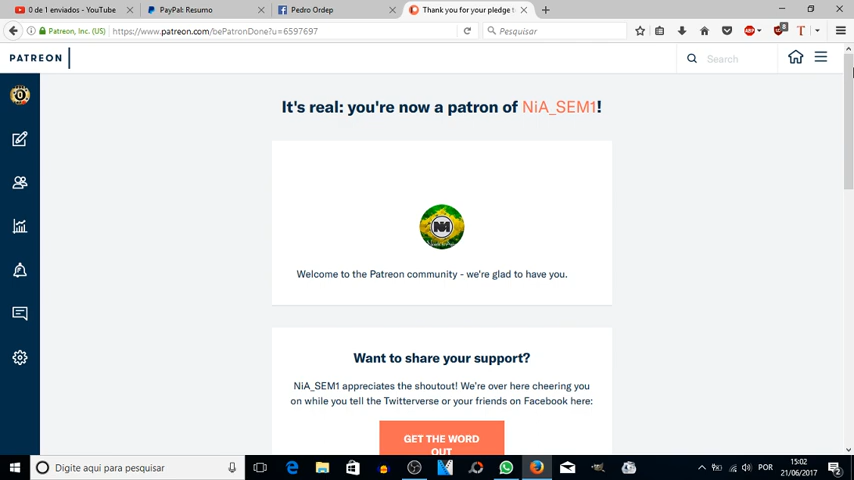 0 de 1 enviados - YouTube
PayPal: Resumo
Pedro Ordep
Thank you for your pledge
Patreon, Inc. (US)
https://www.patreon.com/bePatronDone?u=6597697
Pesquisar
ABP
8
PATREON
Search
It's real: you're now a patron of NiA_SEM1!
Welcome to the Patreon community - we're glad to have you.
Want to share your support?
NiA_SEM1 appreciates the shoutout! We're over here cheering you
on while you tell the Twitterverse or your friends on Facebook here:
GET THE WORD
OUT
Digite aqui para pesquisar
POR
15:02
21/06/2017
2